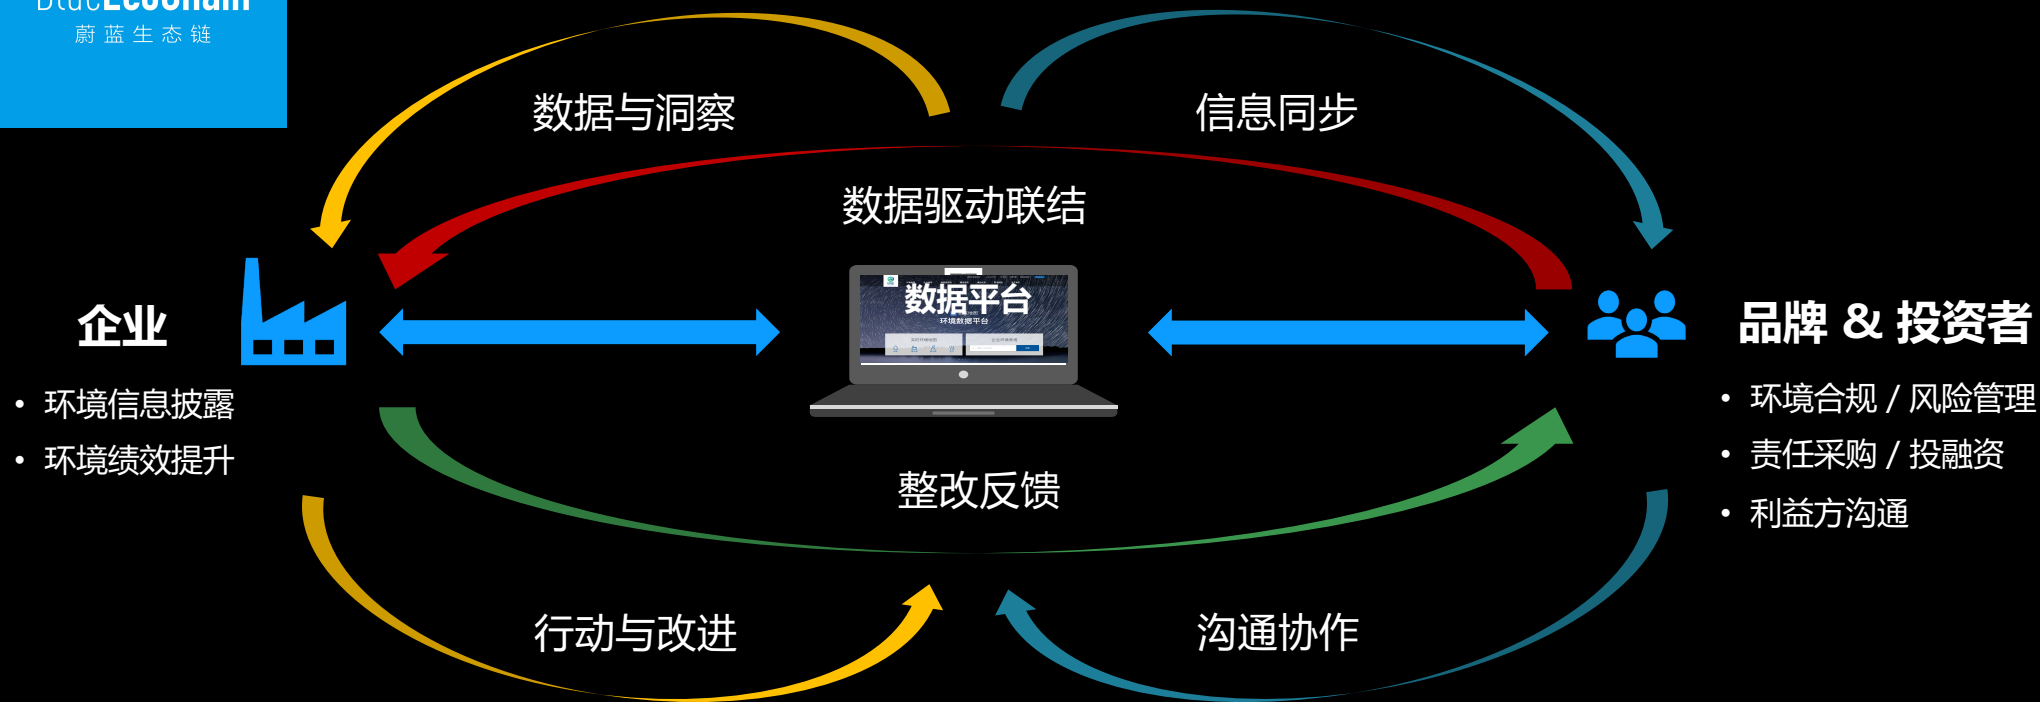 BlueEcoChain
蔚蓝生态链
数据与洞察
信息同步
数据驱动联结
数据平台
环境数据平台
企业
• 环境信息披露
• 环境绩效提升
品牌 & 投资者
• 环境合规 / 风险管理
• 责任采购 / 投融资
• 利益方沟通
整改反馈
行动与改进
沟通协作